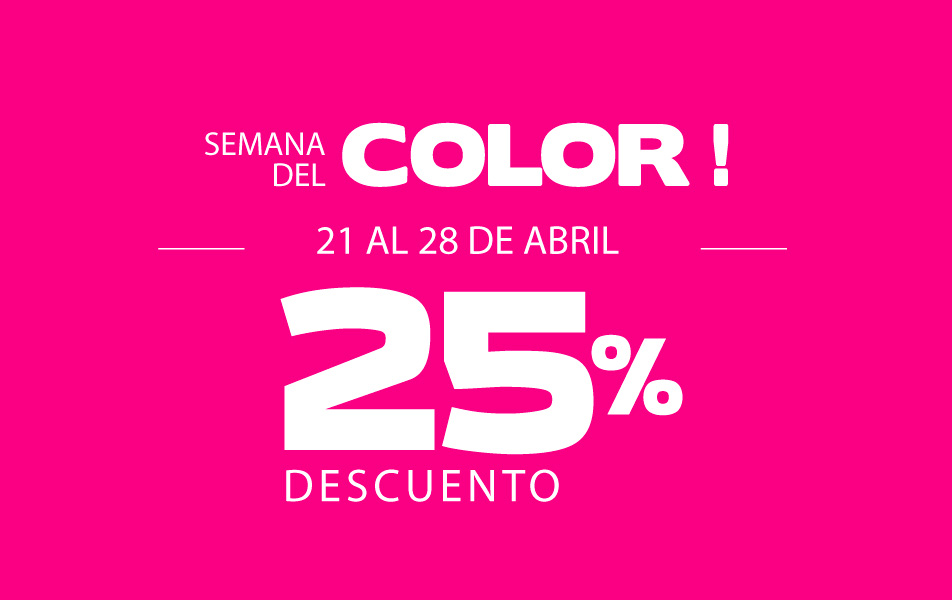 SEMANA
DEL COLOR !
21 AL 28 DE ABRIL
25%
DESCUENTO